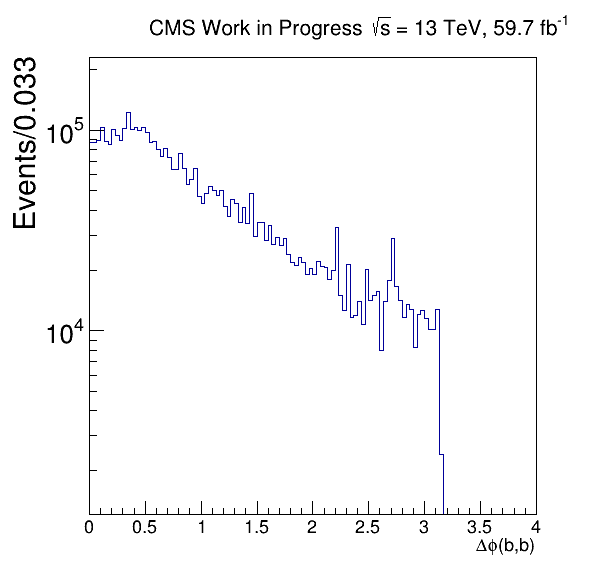 CMS Work in Progress √s = 13 TeV, 59.7 fb⁻¹
Events/0.033
10⁵
10⁴
0 0.5 1 1.5 2 2.5 3 3.5 4
Δϕ(b,b)